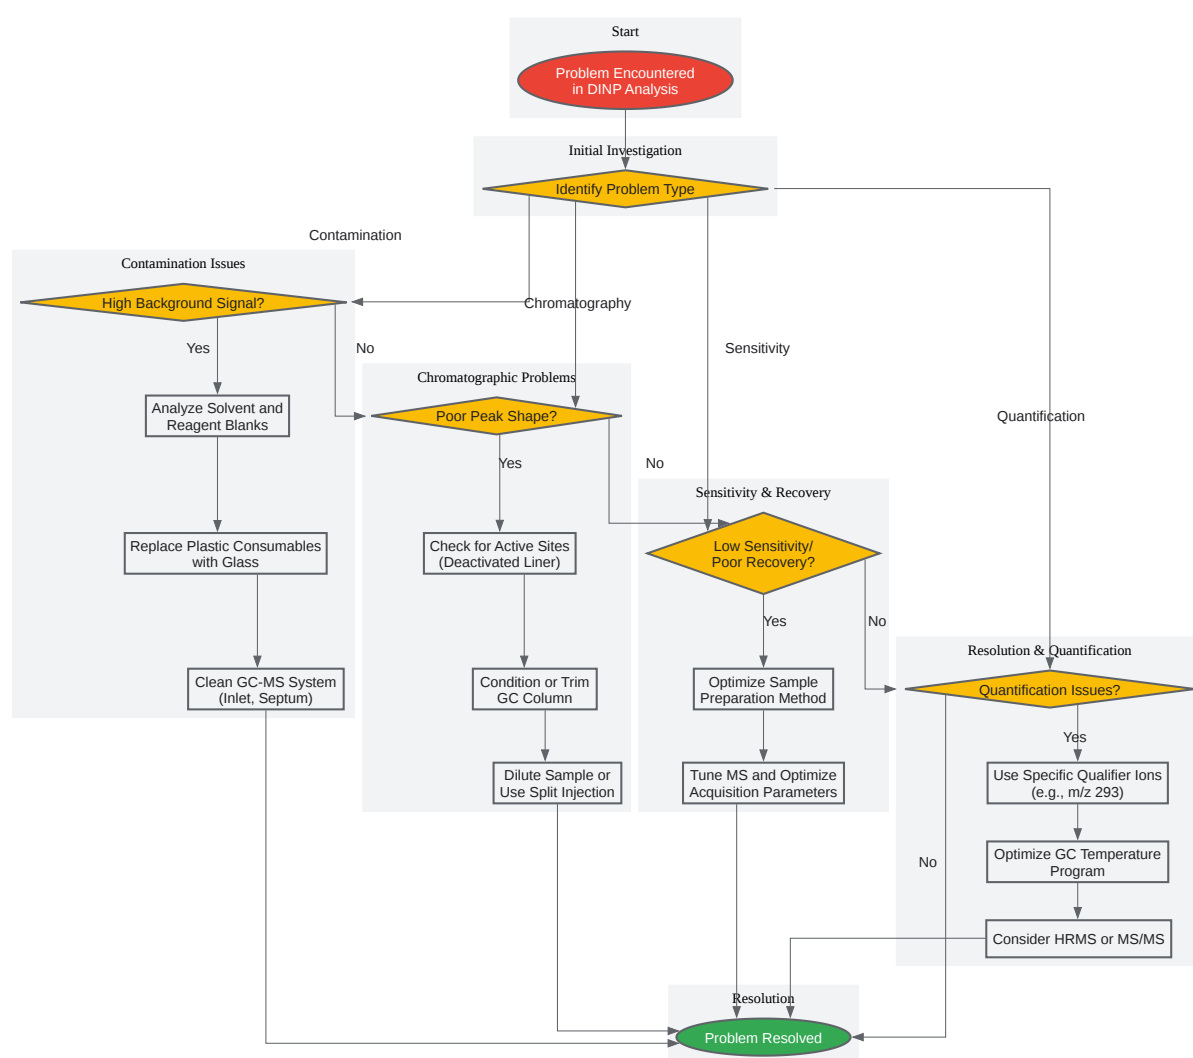 Start
Problem Encountered
in DINP Analysis
Initial Investigation
Identify Problem Type
Contamination
Contamination Issues
High Background Signal?
Chromatography
Yes
No
Sensitivity
Chromatographic Problems
Analyze Solvent and
Reagent Blanks
Poor Peak Shape?
Quantification
Yes
No
Sensitivity & Recovery
Replace Plastic Consumables
with Glass
Check for Active Sites
(Deactivated Liner)
Low Sensitivity/
Poor Recovery?
Yes
No
Resolution & Quantification
Clean GC-MS System
(Inlet, Septum)
Condition or Trim
GC Column
Optimize Sample
Preparation Method
Quantification Issues?
Yes
Dilute Sample or
Use Split Injection
Tune MS and Optimize
Acquisition Parameters
Use Specific Qualifier Ions
(e.g., m/z 293)
No
Optimize GC Temperature
Program
Consider HRMS or MS/MS
Resolution
Problem Resolved